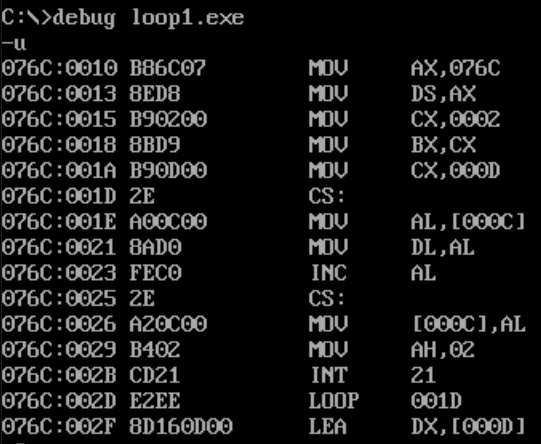 C:\>debug loop1.exe
-u
076C:0010 B86C07 MOV AX,076C
076C:0013 8ED8 MOV DS,AX
076C:0015 B90200 MOV CX,0002
076C:0018 8BD9 MOV BX,CX
076C:001A B90D00 MOV CX,000D
076C:001D 2E CS:
076C:001E A00C00 MOV AL,[000C]
076C:0021 8AD0 MOV DL,AL
076C:0023 FEC0 INC AL
076C:0025 2E CS:
076C:0026 A20C00 MOV [000C],AL
076C:0029 B402 MOV AH,02
076C:002B CD21 INT 21
076C:002D E2EE LOOP 001D
076C:002F 8D160D00 LEA DX,[000D]